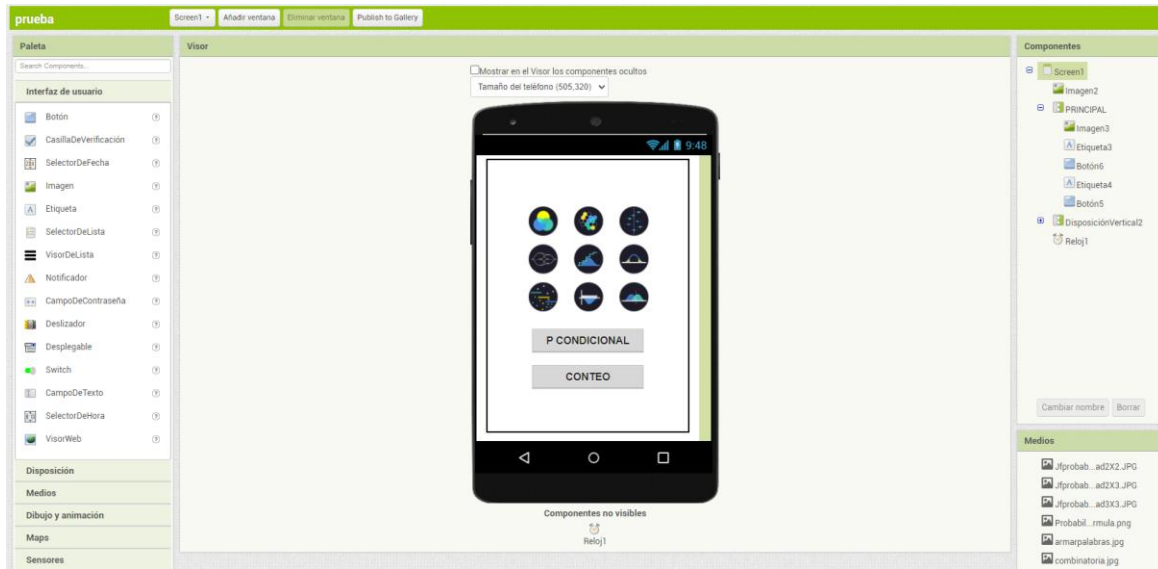 prueba
Screen1
Añadir ventana
Eliminar ventana
Publish to Gallery
Paleta
Search Components...
Interfaz de usuario
Botón
CasillaDeVerificación
SelectorDeFecha
Imagen
Etiqueta
SelectorDeLista
VisorDeLista
Notificador
CampoDeContraseña
Deslizador
Desplegable
Switch
CampoDeTexto
SelectorDeHora
VisorWeb
Disposición
Medios
Dibujo y animación
Maps
Sensores
Visor
Mostrar en el Visor los componentes ocultos
Tamaño del teléfono (505,320)
9:48
P CONDICIONAL
CONTEO
Componentes no visibles
Reloj1
Componentes
Screen1
Imagen2
PRINCIPAL
Imagen3
Etiqueta3
Botón6
Etiqueta4
Botón5
DisposiciónVertical2
Reloj1
Cambiar nombre
Borrar
Medios
Jfprobab...ad2X2.JPG
Jfprobab...ad2X3.JPG
Jfprobab...ad3X3.JPG
Probabil...rmula.png
armarpalabras.jpg
combinatoria.jpg